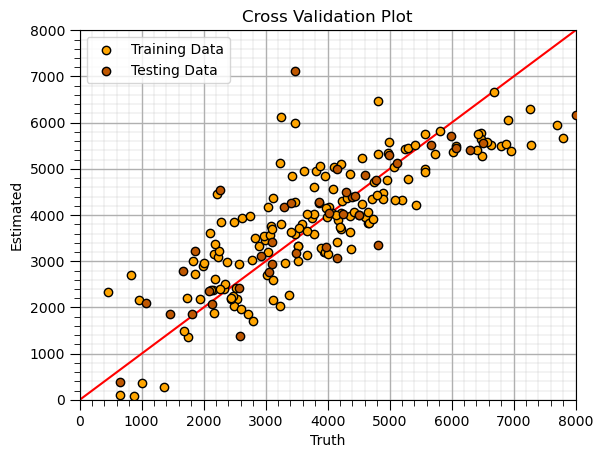 Cross Validation Plot
Training Data
Testing Data
8000
7000
6000
5000
4000
3000
2000
1000
0
Estimated
0 1000 2000 3000 4000 5000 6000 7000 8000
Truth